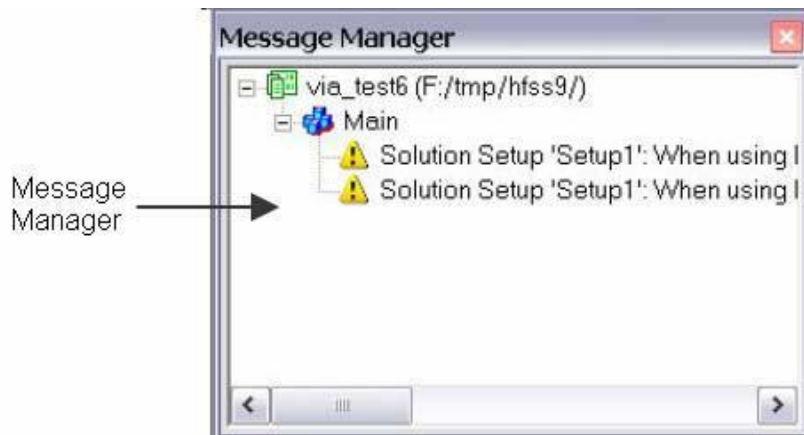 Message Manager
via_test6 (F:/tmp/hfss9/)
Main
Solution Setup 'Setup1': When using
Solution Setup 'Setup1': When using
Message
Manager